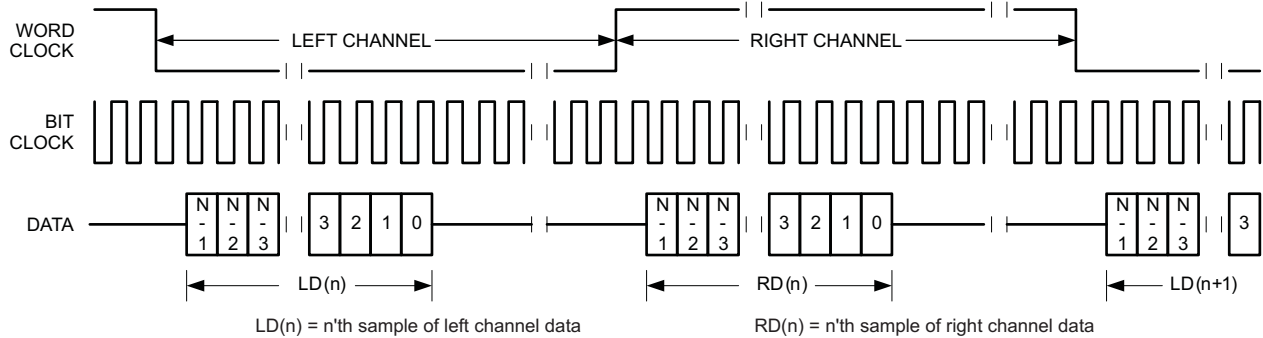 WORD
CLOCK
LEFT CHANNEL
RIGHT CHANNEL
BIT
CLOCK
DATA
N
-
1
N
-
2
N
-
3
3 2 1 0
N
-
1
N
-
2
N
-
3
3 2 1 0
N
-
1
N
-
2
N
-
3
3
LD(n)
RD(n)
LD(n+1)
LD(n) = n'th sample of left channel data
RD(n) = n'th sample of right channel data